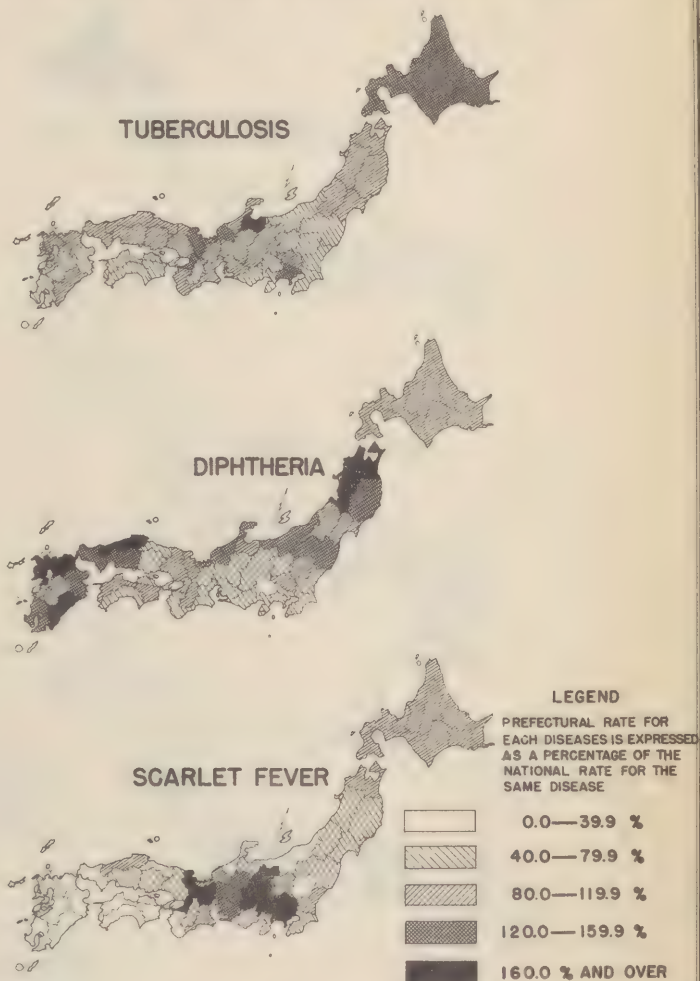 TUBERCULOSIS
DIPHTHERIA
SCARLET FEVER
LEGEND
PREFECTURAL RATE FOR
EACH DISEASES IS EXPRESSED
AS A PERCENTAGE OF THE
NATIONAL RATE FOR THE
SAME DISEASE
0.0—39.9 %
40.0—79.9 %
80.0—119.9 %
120.0—159.9 %
160.0 % AND OVER